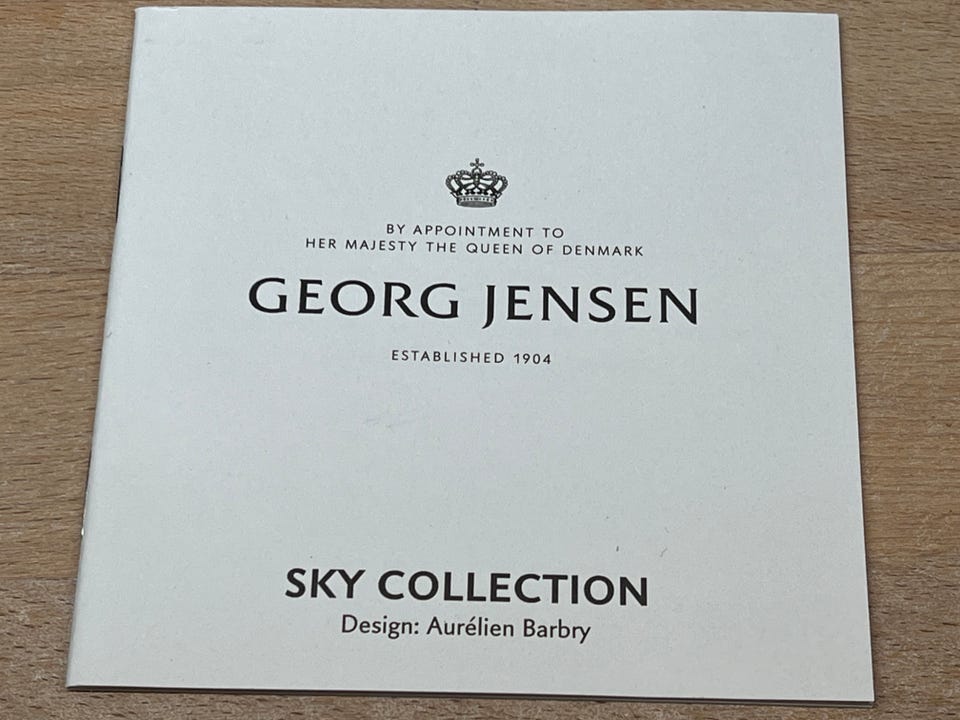 BY APPOINTMENT TO
HER MAJESTY THE QUEEN OF DENMARK
GEORG JENSEN
ESTABLISHED 1904
SKY COLLECTION
Design: Aurélien Barbry